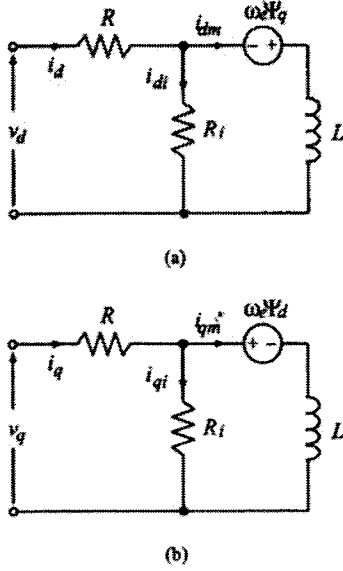 R
i_dm
ω_eΨ_q
− +
i_d
i_di
v_d
R_i
L
(a)
R
i_qm*
ω_eΨ_d
+ −
i_q
i_qi
v_q
R_i
L
(b)